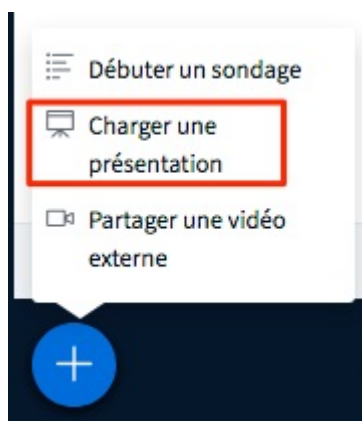 Débuter un sondage
Charger une
présentation
Partager une vidéo
externe